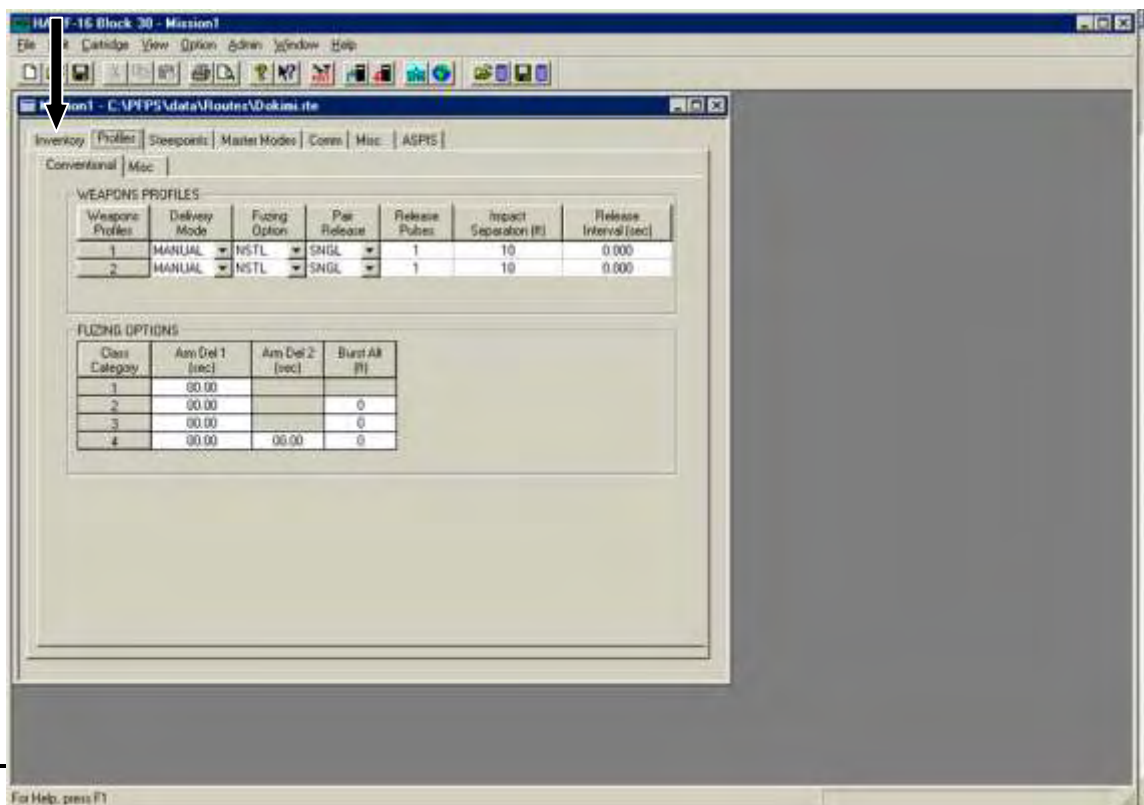 HA F-16 Block 30 - Mission1
File Cartridge View Option Admin Window Help
Mission1 - C:\PFPS\data\Routes\Dokimi.rte
Inventory Profiles Steerpoints Master Modes Comm Misc ASPIS
Conventional Misc
WEAPONS PROFILES
Weapons Profiles Delivery Mode Fuzing Option Pair Release Release Pulses Impact Separation (ft) Release Interval (sec)
1 MANUAL NSTL SNGL 1 10 0.000
2 MANUAL NSTL SNGL 1 10 0.000
FUZING OPTIONS
Class Category Arm Del 1 (sec) Arm Del 2 (sec) Burst Alt (ft)
1 00.00
2 00.00 0
3 00.00 0
4 00.00 00.00 0
For Help, press F1